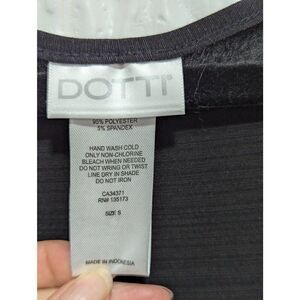 DOTTI
95% POLYESTER
5% SPANDEX
HAND WASH COLD
ONLY NON-CHLORINE
BLEACH WHEN NEEDED
DO NOT WRING OR TWIST
LINE DRY IN SHADE
DO NOT IRON
CA34371
RN# 135173
SIZE S
MADE IN INDONESIA